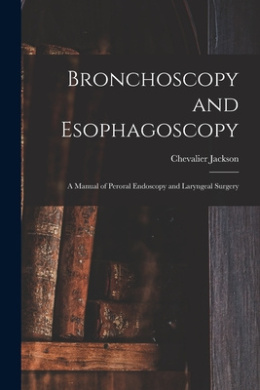 Bronchoscopy
and
Esophagoscopy
Chevalier Jackson
A Manual of Peroral Endoscopy and Laryngeal Surgery